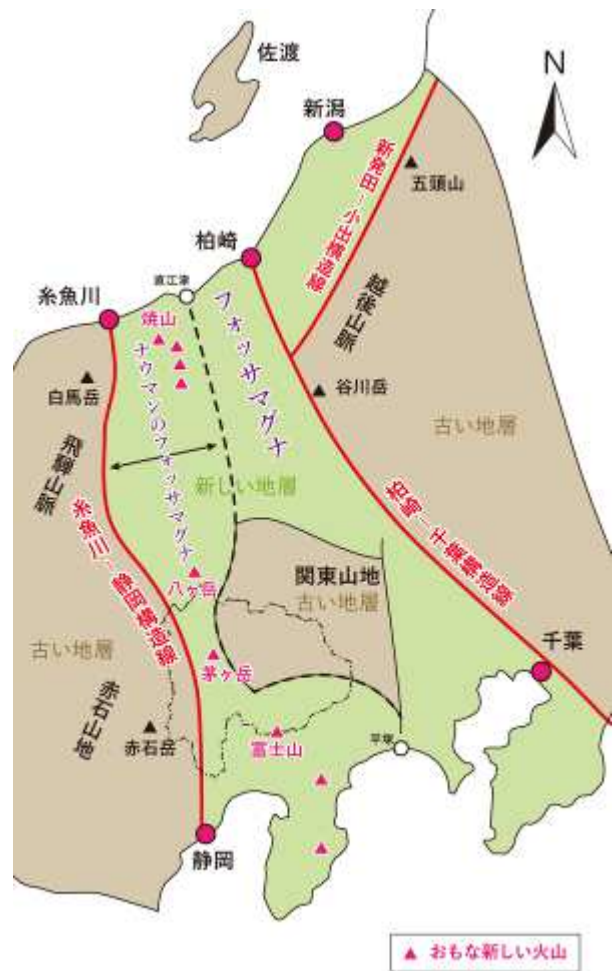 佐渡
N
新潟
五頭山
新発田－小出構造線
柏崎
直江津
糸魚川
越後山脈
焼山
フォッサマグナ
ナウマンのフォッサマグナ
白馬岳
谷川岳
飛騨山脈
古い地層
新しい地層
糸魚川－静岡構造線
柏崎－千葉構造線
八ヶ岳
関東山地
古い地層
古い地層
茅ヶ岳
千葉
赤石山地
赤石岳
富士山
平塚
静岡
▲ おもな新しい火山